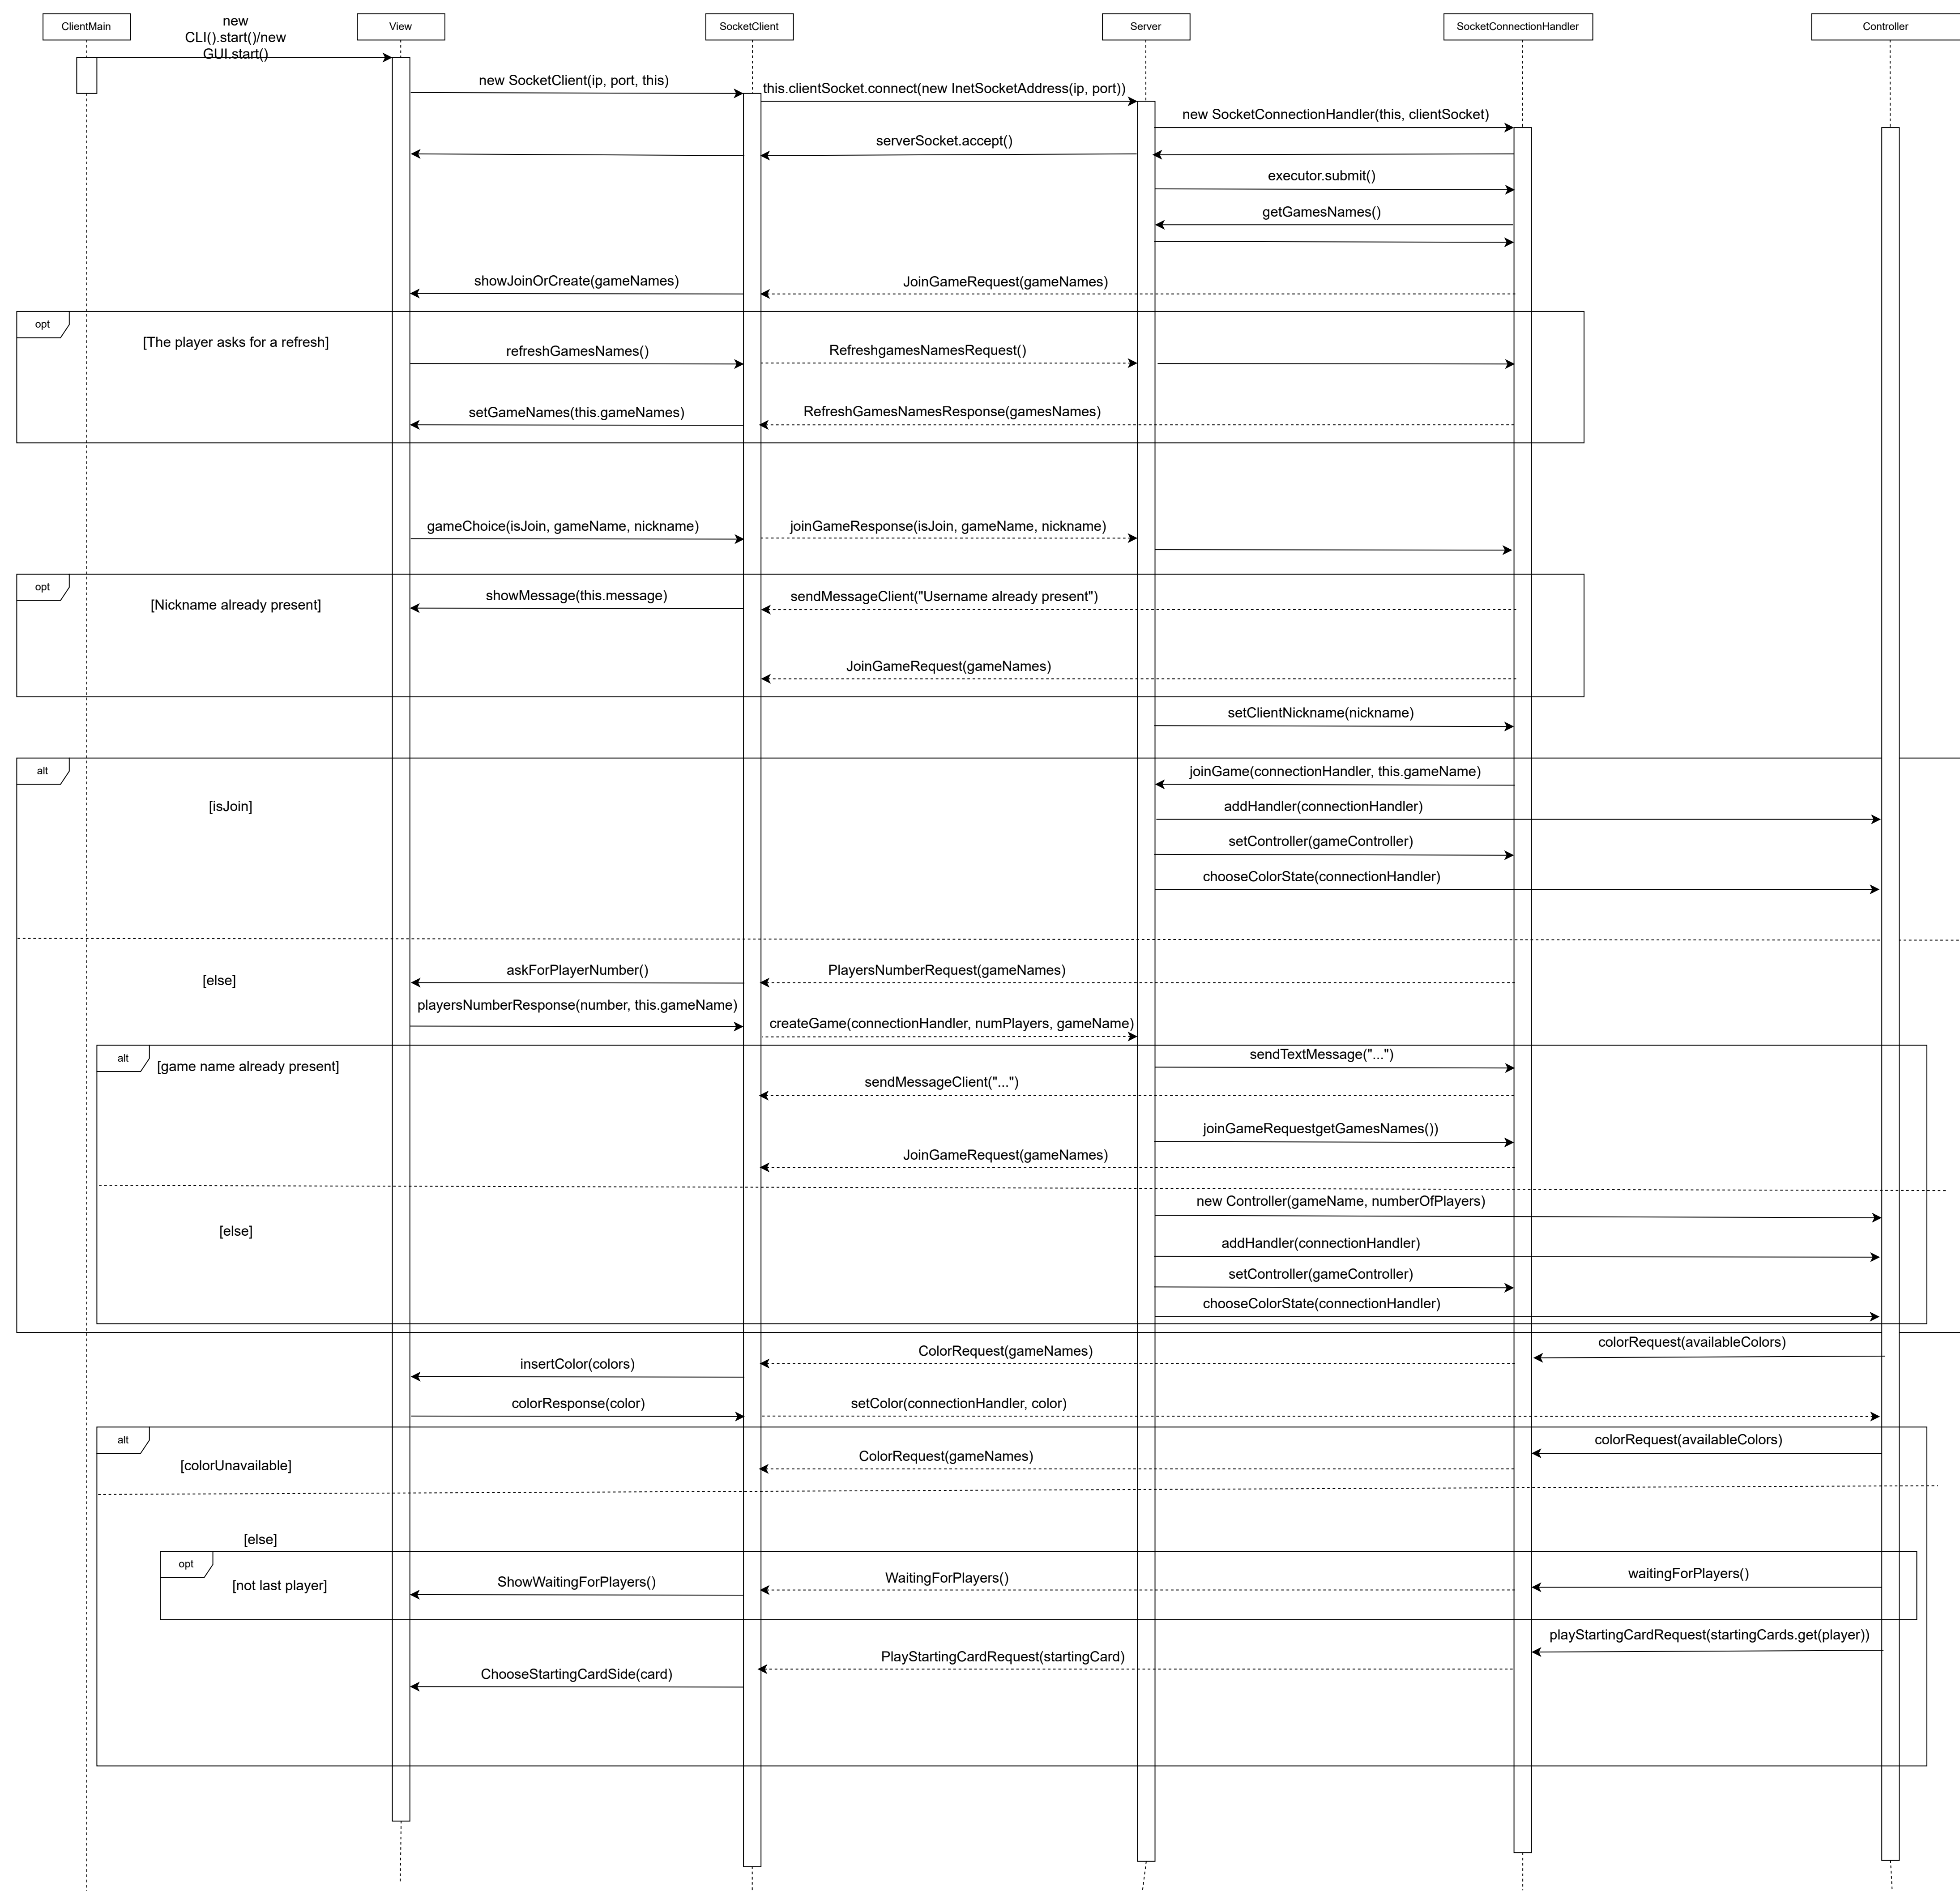 ClientMain
new
CLI().start()/new
GUI.start()
View
SocketClient
Server
SocketConnectionHandler
Controller
new SocketClient(ip, port, this)
this.clientSocket.connect(new InetSocketAddress(ip, port))
new SocketConnectionHandler(this, clientSocket)
serverSocket.accept()
executor.submit()
getGamesNames()
showJoinOrCreate(gameNames)
JoinGameRequest(gameNames)
opt
[The player asks for a refresh]
refreshGamesNames()
RefreshgamesNamesRequest()
setGameNames(this.gameNames)
RefreshGamesNamesResponse(gamesNames)
gameChoice(isJoin, gameName, nickname)
joinGameResponse(isJoin, gameName, nickname)
opt
[Nickname already present]
showMessage(this.message)
sendMessageClient("Username already present")
JoinGameRequest(gameNames)
setClientNickname(nickname)
alt
[isJoin]
joinGame(connectionHandler, this.gameName)
addHandler(connectionHandler)
setController(gameController)
chooseColorState(connectionHandler)
[else]
askForPlayerNumber()
PlayersNumberRequest(gameNames)
playersNumberResponse(number, this.gameName)
createGame(connectionHandler, numPlayers, gameName)
alt
[game name already present]
sendTextMessage("...")
sendMessageClient("...")
joinGameRequestgetGamesNames())
JoinGameRequest(gameNames)
[else]
new Controller(gameName, numberOfPlayers)
addHandler(connectionHandler)
setController(gameController)
chooseColorState(connectionHandler)
colorRequest(availableColors)
ColorRequest(gameNames)
insertColor(colors)
colorResponse(color)
setColor(connectionHandler, color)
alt
[colorUnavailable]
colorRequest(availableColors)
ColorRequest(gameNames)
[else]
opt
[not last player]
ShowWaitingForPlayers()
WaitingForPlayers()
waitingForPlayers()
playStartingCardRequest(startingCards.get(player))
PlayStartingCardRequest(startingCard)
ChooseStartingCardSide(card)